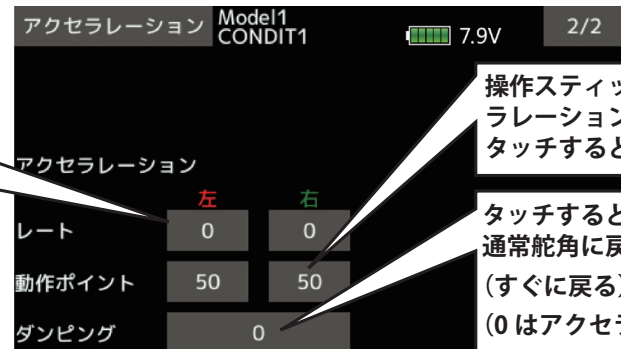 アクセラレーション Model1 7.9V 2/2
CONDIT1
操作スティッ
ラレーション
タッチすると
アクセラレーション
左 右
レート 0 0
動作ポイント 50 50
ダンピング 0
タッチすると
通常舵角に戻
(すぐに戻る)
(0 はアクセラ